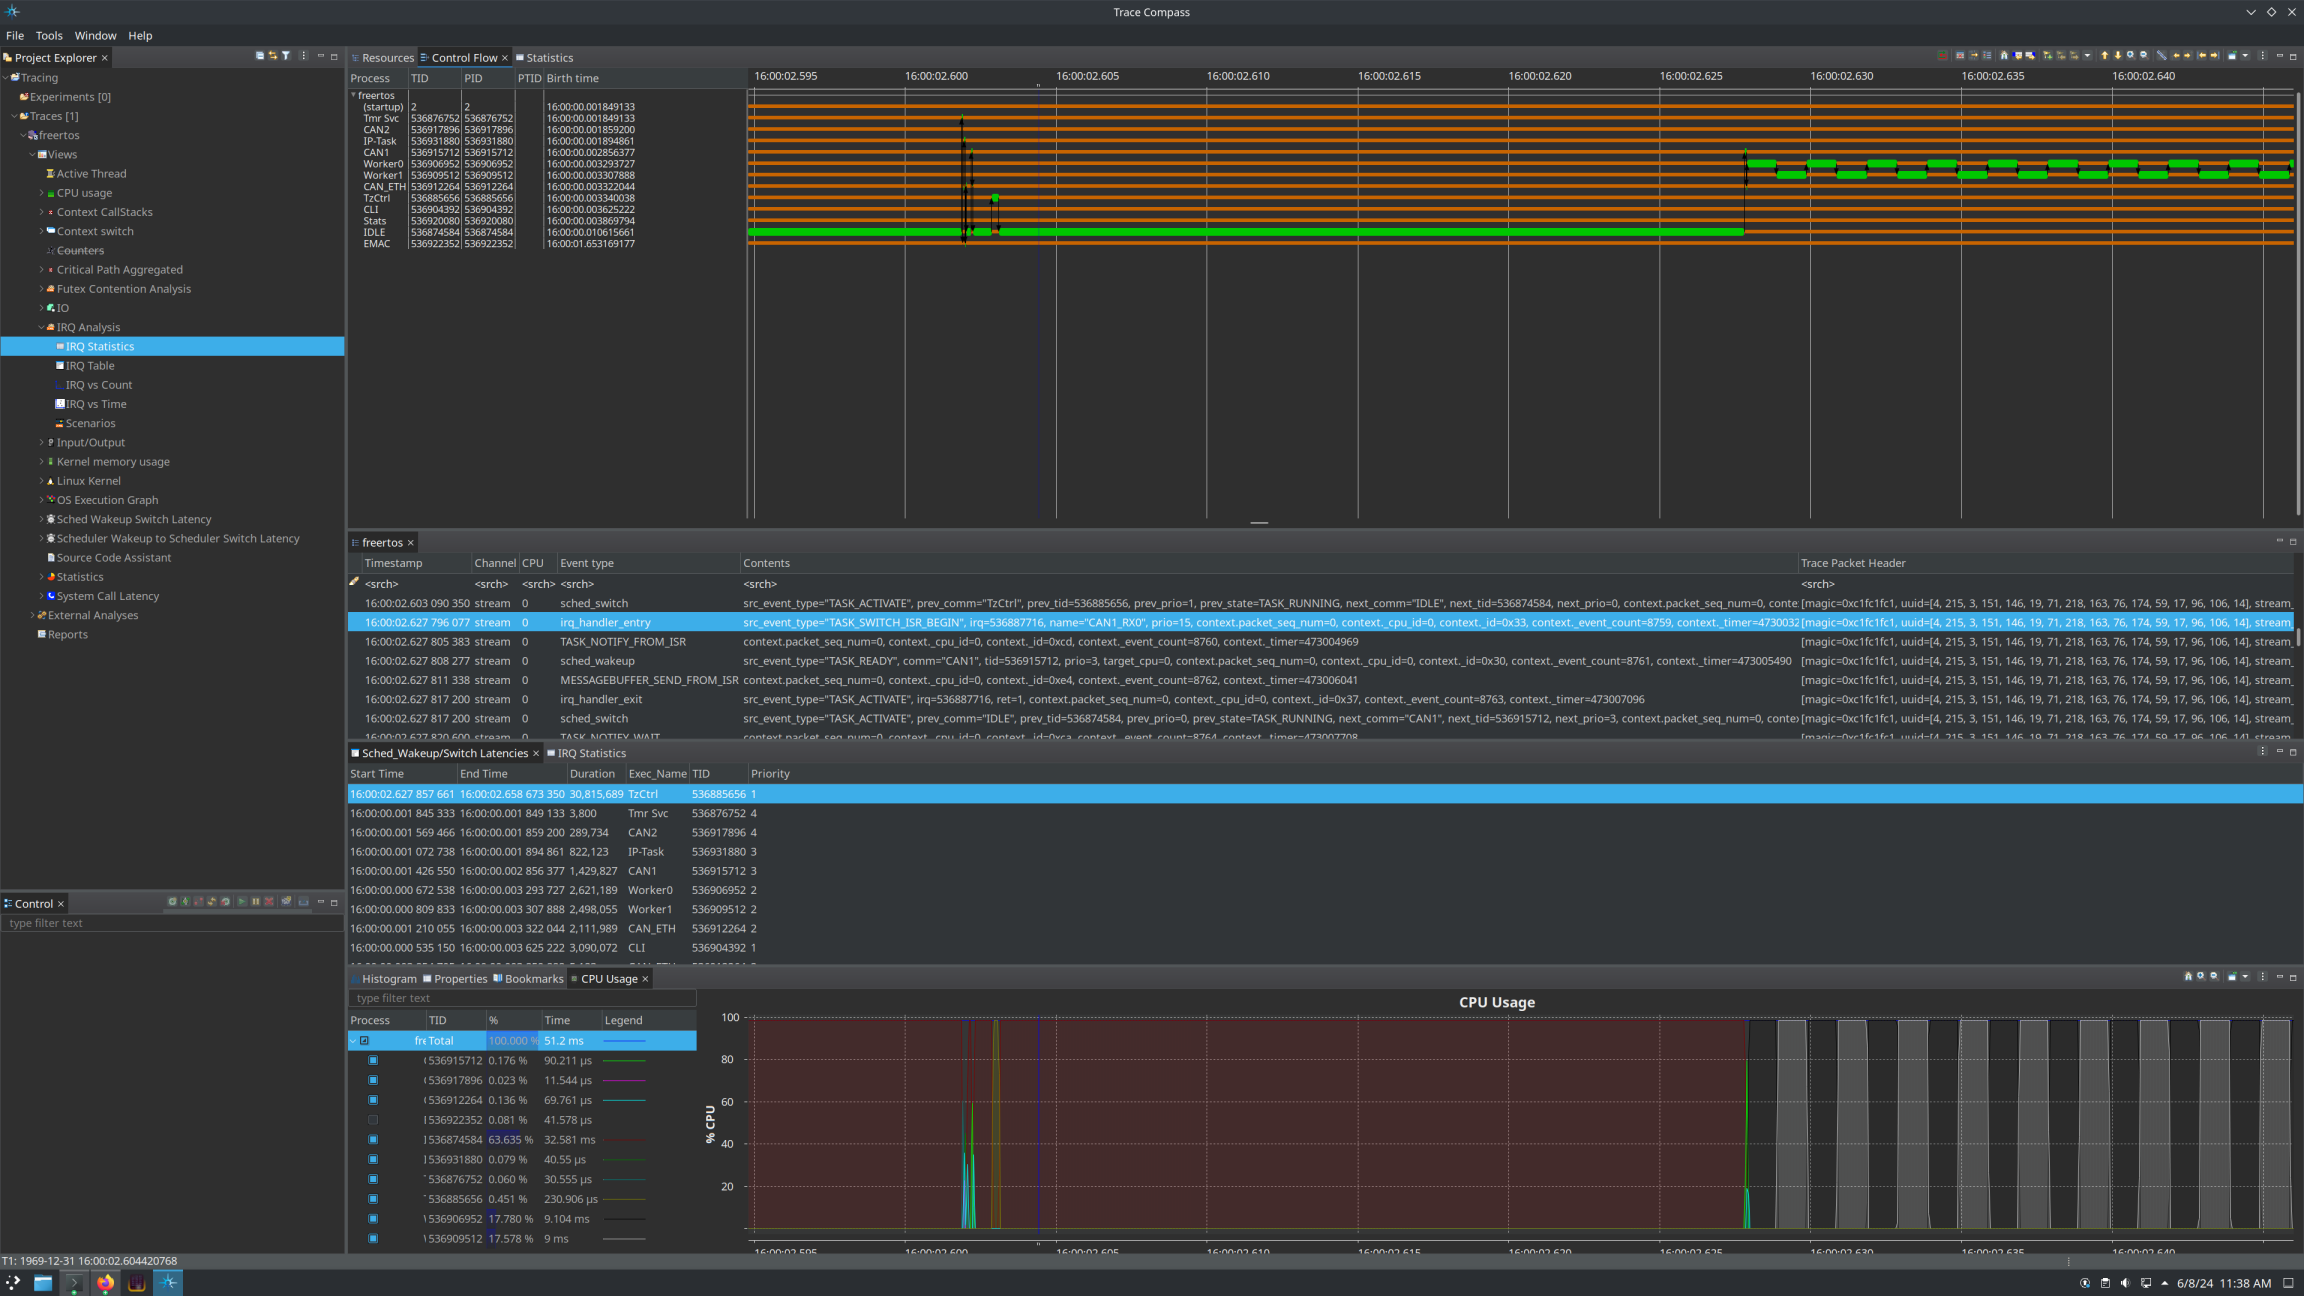 Trace Compass
File Tools Window Help
Project Explorer
Tracing
Experiments [0]
Traces [1]
freertos
Views
Active Thread
CPU usage
Context CallStacks
Context switch
Counters
Critical Path Aggregated
Futex Contention Analysis
IO
IRQ Analysis
IRQ Statistics
IRQ Table
IRQ vs Count
IRQ vs Time
Scenarios
Input/Output
Kernel memory usage
Linux Kernel
OS Execution Graph
Sched Wakeup Switch Latency
Scheduler Wakeup to Scheduler Switch Latency
Source Code Assistant
Statistics
System Call Latency
External Analyses
Reports
Control
type filter text
Resources Control Flow Statistics
Process TID PID PTID Birth time
16:00:02.595 16:00:02.600 16:00:02.605 16:00:02.610 16:00:02.615 16:00:02.620 16:00:02.625 16:00:02.630 16:00:02.635 16:00:02.640
freertos
(startup) 2 2 16:00:00.001849133
Tmr Svc 536876752 536876752 16:00:00.001849133
CAN2 536917896 536917896 16:00:00.001859200
IP-Task 536931880 536931880 16:00:00.001894861
CAN1 536915712 536915712 16:00:00.002856377
Worker0 536906952 536906952 16:00:00.003293727
Worker1 536909512 536909512 16:00:00.003307888
CAN_ETH 536912264 536912264 16:00:00.003322044
TzCtrl 536885656 536885656 16:00:00.003340038
CLI 536904392 536904392 16:00:00.003625222
Stats 536920080 536920080 16:00:00.003869794
IDLE 536874584 536874584 16:00:00.010615661
EMAC 536922352 536922352 16:00:01.653169177
freertos
Timestamp Channel CPU Event type Contents Trace Packet Header
<srch> <srch> <srch> <srch> <srch> <srch>
16:00:02.603 090 350 stream 0 sched_switch src_event_type="TASK_ACTIVATE", prev_comm="TzCtrl", prev_tid=536885656, prev_prio=1, prev_state=TASK_RUNNING, next_comm="IDLE", next_tid=536874584, next_prio=0, context.packet_seq_num=0, conte [magic=0xc1fc1fc1, uuid=[4, 215, 3, 151, 146, 19, 71, 218, 163, 76, 174, 59, 17, 96, 106, 14], stream_
16:00:02.627 796 077 stream 0 irq_handler_entry src_event_type="TASK_SWITCH_ISR_BEGIN", irq=536887716, name="CAN1_RX0", prio=15, context.packet_seq_num=0, context._cpu_id=0, context._id=0x33, context._event_count=8759, context._timer=4730032 [magic=0xc1fc1fc1, uuid=[4, 215, 3, 151, 146, 19, 71, 218, 163, 76, 174, 59, 17, 96, 106, 14], stream_
16:00:02.627 805 383 stream 0 TASK_NOTIFY_FROM_ISR context.packet_seq_num=0, context._cpu_id=0, context._id=0xcd, context._event_count=8760, context._timer=473004969 [magic=0xc1fc1fc1, uuid=[4, 215, 3, 151, 146, 19, 71, 218, 163, 76, 174, 59, 17, 96, 106, 14], stream_
16:00:02.627 808 277 stream 0 sched_wakeup src_event_type="TASK_READY", comm="CAN1", tid=536915712, prio=3, target_cpu=0, context.packet_seq_num=0, context._cpu_id=0, context._id=0x30, context._event_count=8761, context._timer=473005490 [magic=0xc1fc1fc1, uuid=[4, 215, 3, 151, 146, 19, 71, 218, 163, 76, 174, 59, 17, 96, 106, 14], stream_
16:00:02.627 811 338 stream 0 MESSAGEBUFFER_SEND_FROM_ISR context.packet_seq_num=0, context._cpu_id=0, context._id=0xe4, context._event_count=8762, context._timer=473006041 [magic=0xc1fc1fc1, uuid=[4, 215, 3, 151, 146, 19, 71, 218, 163, 76, 174, 59, 17, 96, 106, 14], stream_
16:00:02.627 817 200 stream 0 irq_handler_exit src_event_type="TASK_ACTIVATE", irq=536887716, ret=1, context.packet_seq_num=0, context._cpu_id=0, context._id=0x37, context._event_count=8763, context._timer=473007096 [magic=0xc1fc1fc1, uuid=[4, 215, 3, 151, 146, 19, 71, 218, 163, 76, 174, 59, 17, 96, 106, 14], stream_
16:00:02.627 817 200 stream 0 sched_switch src_event_type="TASK_ACTIVATE", prev_comm="IDLE", prev_tid=536874584, prev_prio=0, prev_state=TASK_RUNNING, next_comm="CAN1", next_tid=536915712, next_prio=3, context.packet_seq_num=0, conte [magic=0xc1fc1fc1, uuid=[4, 215, 3, 151, 146, 19, 71, 218, 163, 76, 174, 59, 17, 96, 106, 14], stream_
16:00:02.627 820 600 stream 0 TASK_NOTIFY_WAIT context.packet_seq_num=0, context._cpu_id=0, context._id=0xca, context._event_count=8764, context._timer=473007708 [magic=0xc1fc1fc1, uuid=[4, 215, 3, 151, 146, 19, 71, 218, 163, 76, 174, 59, 17, 96, 106, 14], stream_
Sched_Wakeup/Switch Latencies IRQ Statistics
Start Time End Time Duration Exec_Name TID Priority
16:00:02.627 857 661 16:00:02.658 673 350 30,815,689 TzCtrl 536885656 1
16:00:00.001 845 333 16:00:00.001 849 133 3,800 Tmr Svc 536876752 4
16:00:00.001 569 466 16:00:00.001 859 200 289,734 CAN2 536917896 4
16:00:00.001 072 738 16:00:00.001 894 861 822,123 IP-Task 536931880 3
16:00:00.001 426 550 16:00:00.002 856 377 1,429,827 CAN1 536915712 3
16:00:00.000 672 538 16:00:00.003 293 727 2,621,189 Worker0 536906952 2
16:00:00.000 809 833 16:00:00.003 307 888 2,498,055 Worker1 536909512 2
16:00:00.001 210 055 16:00:00.003 322 044 2,111,989 CAN_ETH 536912264 2
16:00:00.000 535 150 16:00:00.003 625 222 3,090,072 CLI 536904392 1
Histogram Properties Bookmarks CPU Usage
type filter text
Process TID % Time Legend
fre Total 100.000 % 51.2 ms
536915712 0.176 % 90.211 µs
536917896 0.023 % 11.544 µs
536912264 0.136 % 69.761 µs
536922352 0.081 % 41.578 µs
536874584 63.635 % 32.581 ms
536931880 0.079 % 40.55 µs
536876752 0.060 % 30.555 µs
536885656 0.451 % 230.906 µs
536906952 17.780 % 9.104 ms
536909512 17.578 % 9 ms
CPU Usage
% CPU
100
80
60
40
20
16:00:02.595 16:00:02.600 16:00:02.605 16:00:02.610 16:00:02.615 16:00:02.620 16:00:02.625 16:00:02.630 16:00:02.635 16:00:02.640
T1: 1969-12-31 16:00:02.604420768
6/8/24 11:38 AM